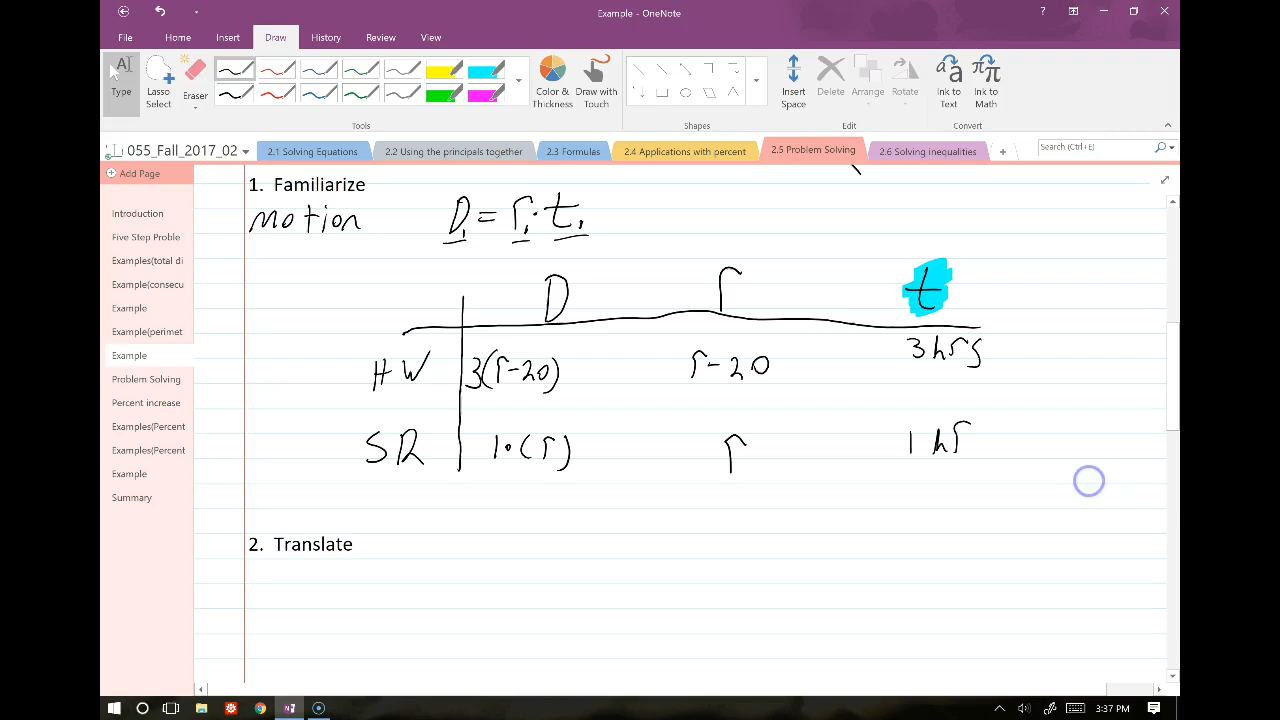 Example - OneNote
File Home Insert Draw History Review View
Type
Lasso Select
Eraser
Color & Thickness
Draw with Touch
Insert Space
Delete
Arrange
Rotate
Ink to Text
Ink to Math
Tools Shapes Edit Convert
055_Fall_2017_02 2.1 Solving Equations 2.2 Using the principals together 2.3 Formulas 2.4 Applications with percent 2.5 Problem Solving 2.6 Solving inequalities + Search (Ctrl+E)
Add Page
Introduction
Five Step Proble
Examples(total di
Example(consecu
Example
Example(perimet
Example
Problem Solving
Percent increase
Examples(Percent
Examples(Percent
Example
Summary
1. Familiarize
Motion D₁ = r₁·t₁
D r t
HW 3(r-20) r-20 3 hrs
SR 1·(r) r 1 hr
2. Translate
3:37 PM